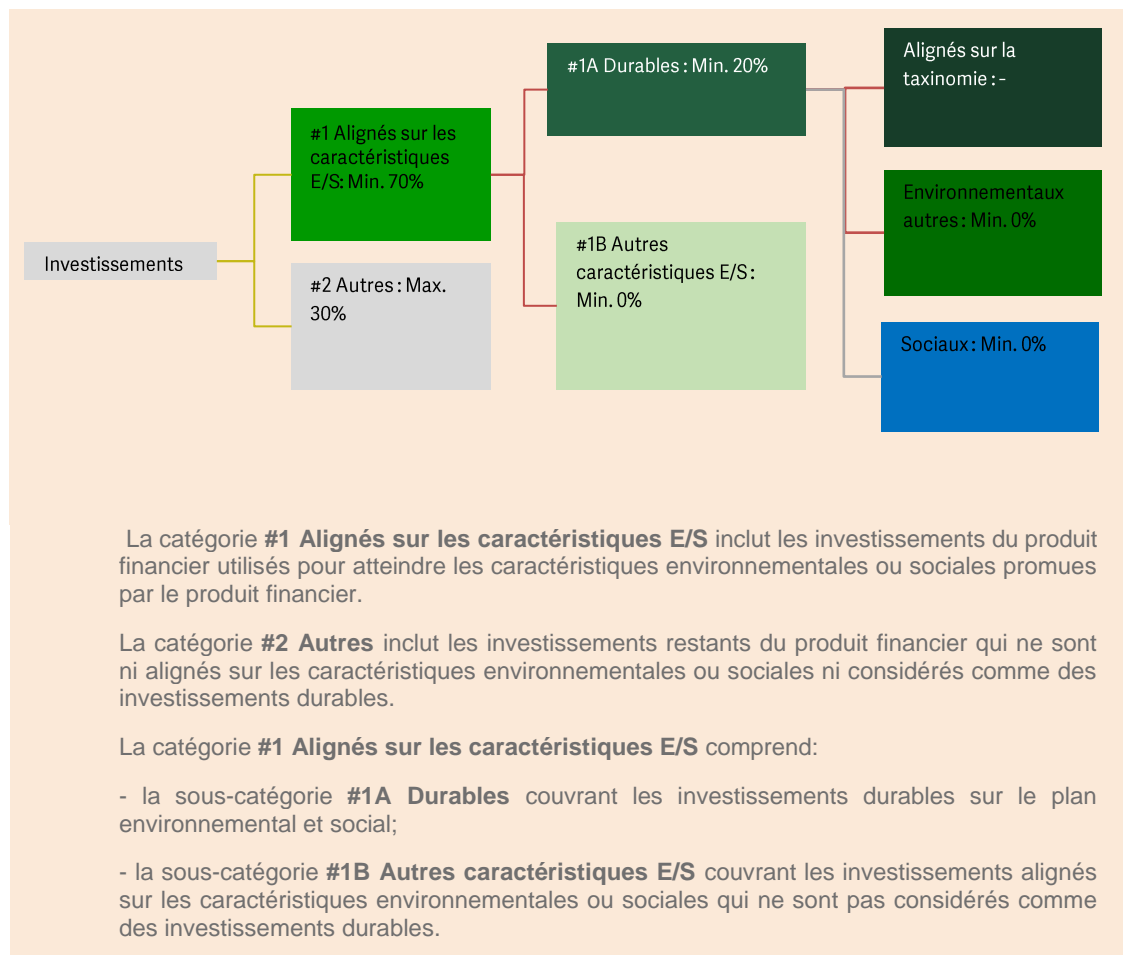 Investissements
#1 Alignés sur les
caractéristiques
E/S: Min. 70%
#2 Autres : Max.
30%
#1A Durables : Min. 20%
#1B Autres
caractéristiques E/S :
Min. 0%
Alignés sur la
taxinomie : -
Environnementaux
autres : Min. 0%
Sociaux : Min. 0%
La catégorie #1 Alignés sur les caractéristiques E/S inclut les investissements du produit
financier utilisés pour atteindre les caractéristiques environnementales ou sociales promues
par le produit financier.
La catégorie #2 Autres inclut les investissements restants du produit financier qui ne sont
ni alignés sur les caractéristiques environnementales ou sociales ni considérés comme des
investissements durables.
La catégorie #1 Alignés sur les caractéristiques E/S comprend:
- la sous-catégorie #1A Durables couvrant les investissements durables sur le plan
environnemental et social;
- la sous-catégorie #1B Autres caractéristiques E/S couvrant les investissements alignés
sur les caractéristiques environnementales ou sociales qui ne sont pas considérés comme
des investissements durables.